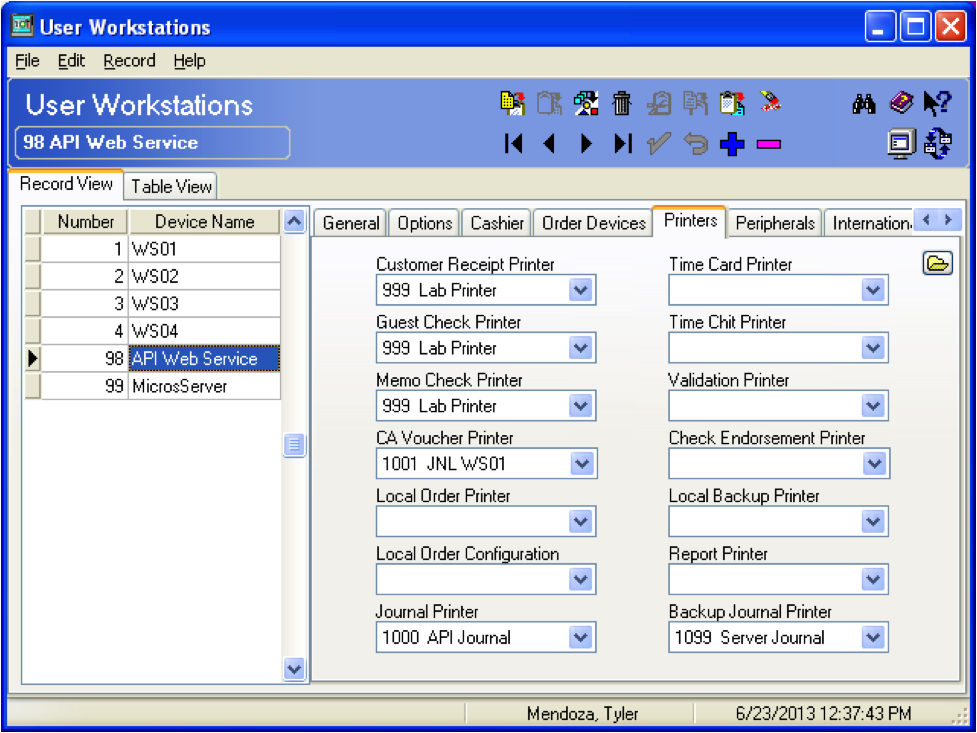 User Workstations
File Edit Record Help
User Workstations
98 API Web Service
Record View Table View
Number Device Name
1 WS01
2 WS02
3 WS03
4 WS04
98 API Web Service
99 MicrosServer
General Options Cashier Order Devices Printers Peripherals Internation.
Customer Receipt Printer Time Card Printer
999 Lab Printer
Guest Check Printer Time Chit Printer
999 Lab Printer
Memo Check Printer Validation Printer
999 Lab Printer
CA Voucher Printer Check Endorsement Printer
1001 JNL WS01
Local Order Printer Local Backup Printer
Local Order Configuration Report Printer
Journal Printer Backup Journal Printer
1000 API Journal 1099 Server Journal
Mendoza, Tyler 6/23/2013 12:37:43 PM